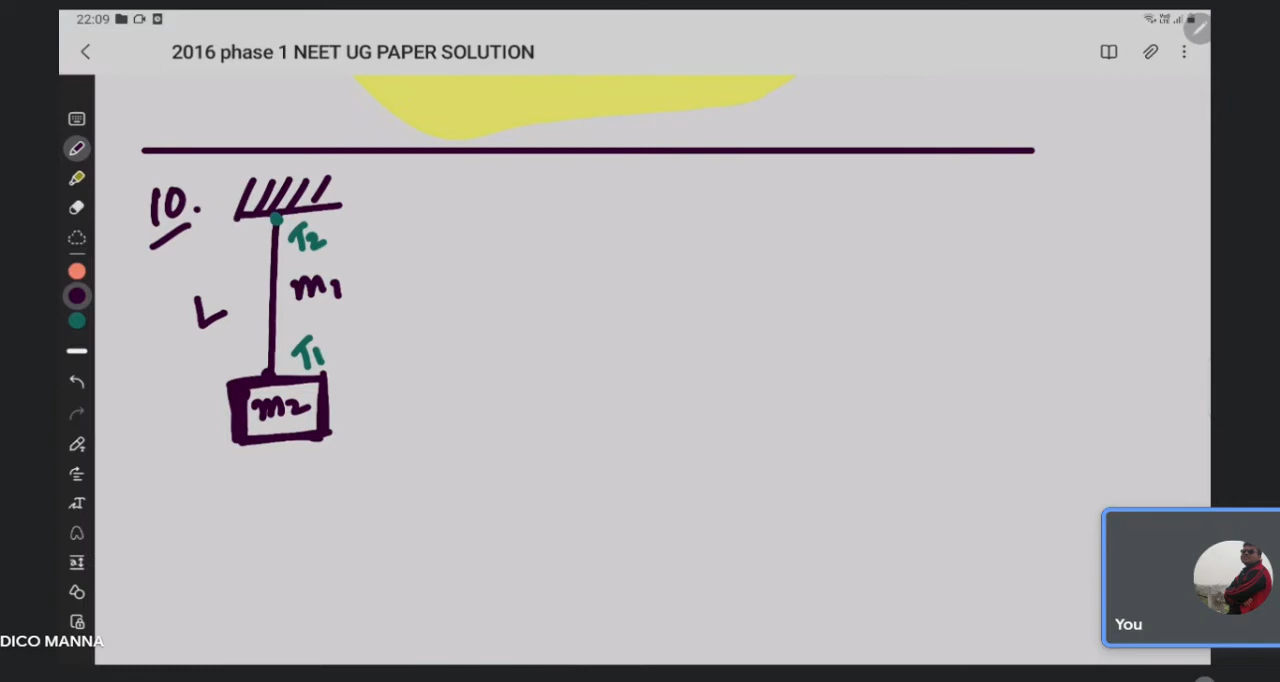 22:09
2016 phase 1 NEET UG PAPER SOLUTION
10.
T2
m1
L
T1
m2
You
DICO MANNA